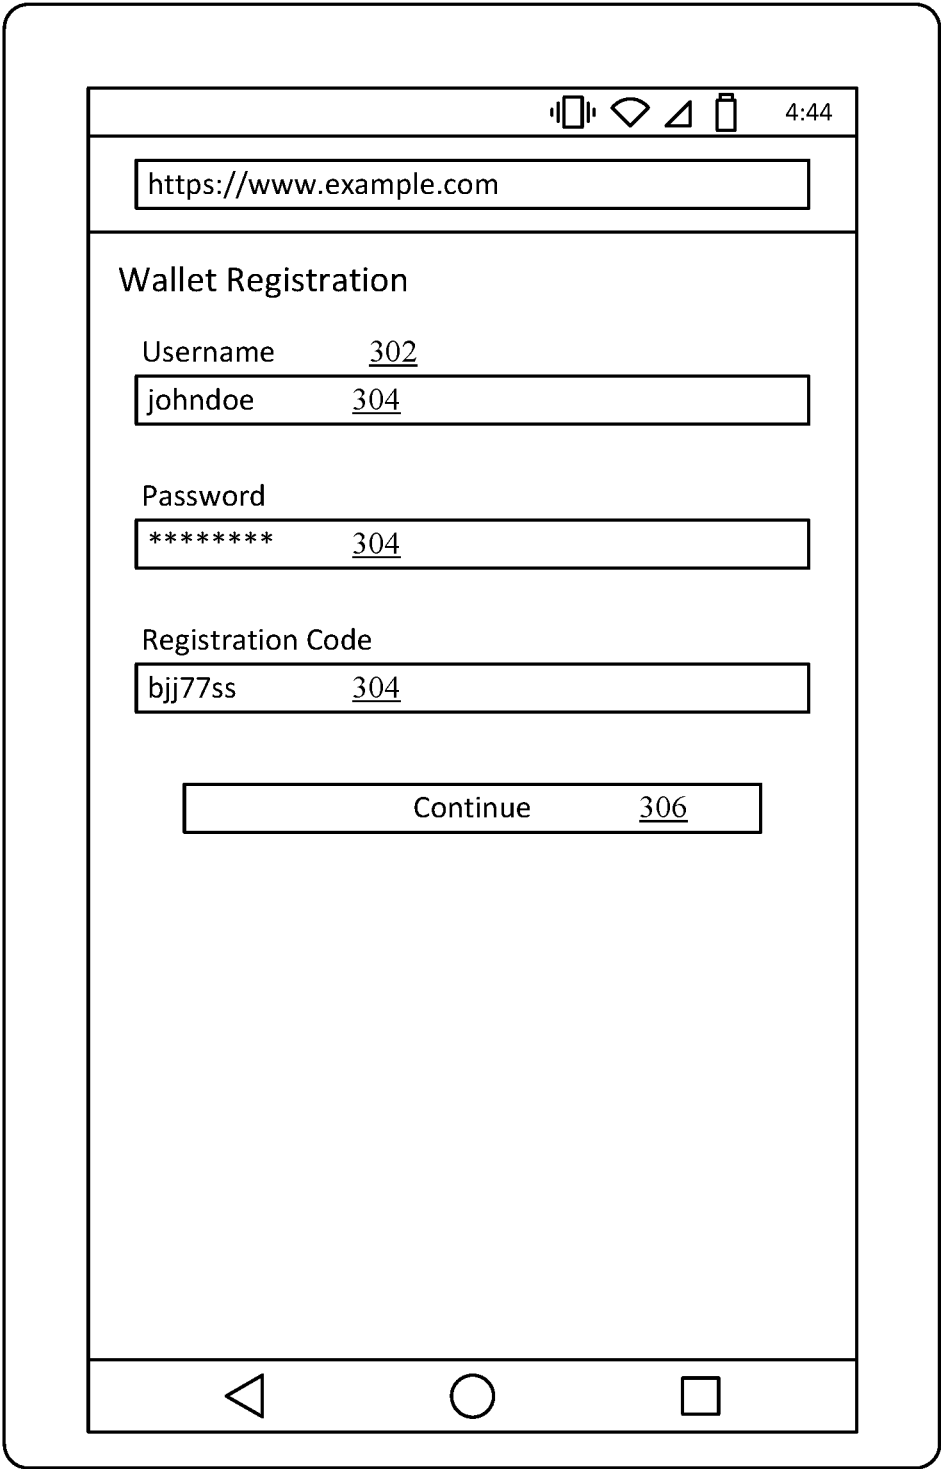 4:44
https://www.example.com
Wallet Registration
Username 302
johndoe 304
Password
******** 304
Registration Code
bjj77ss 304
Continue 306